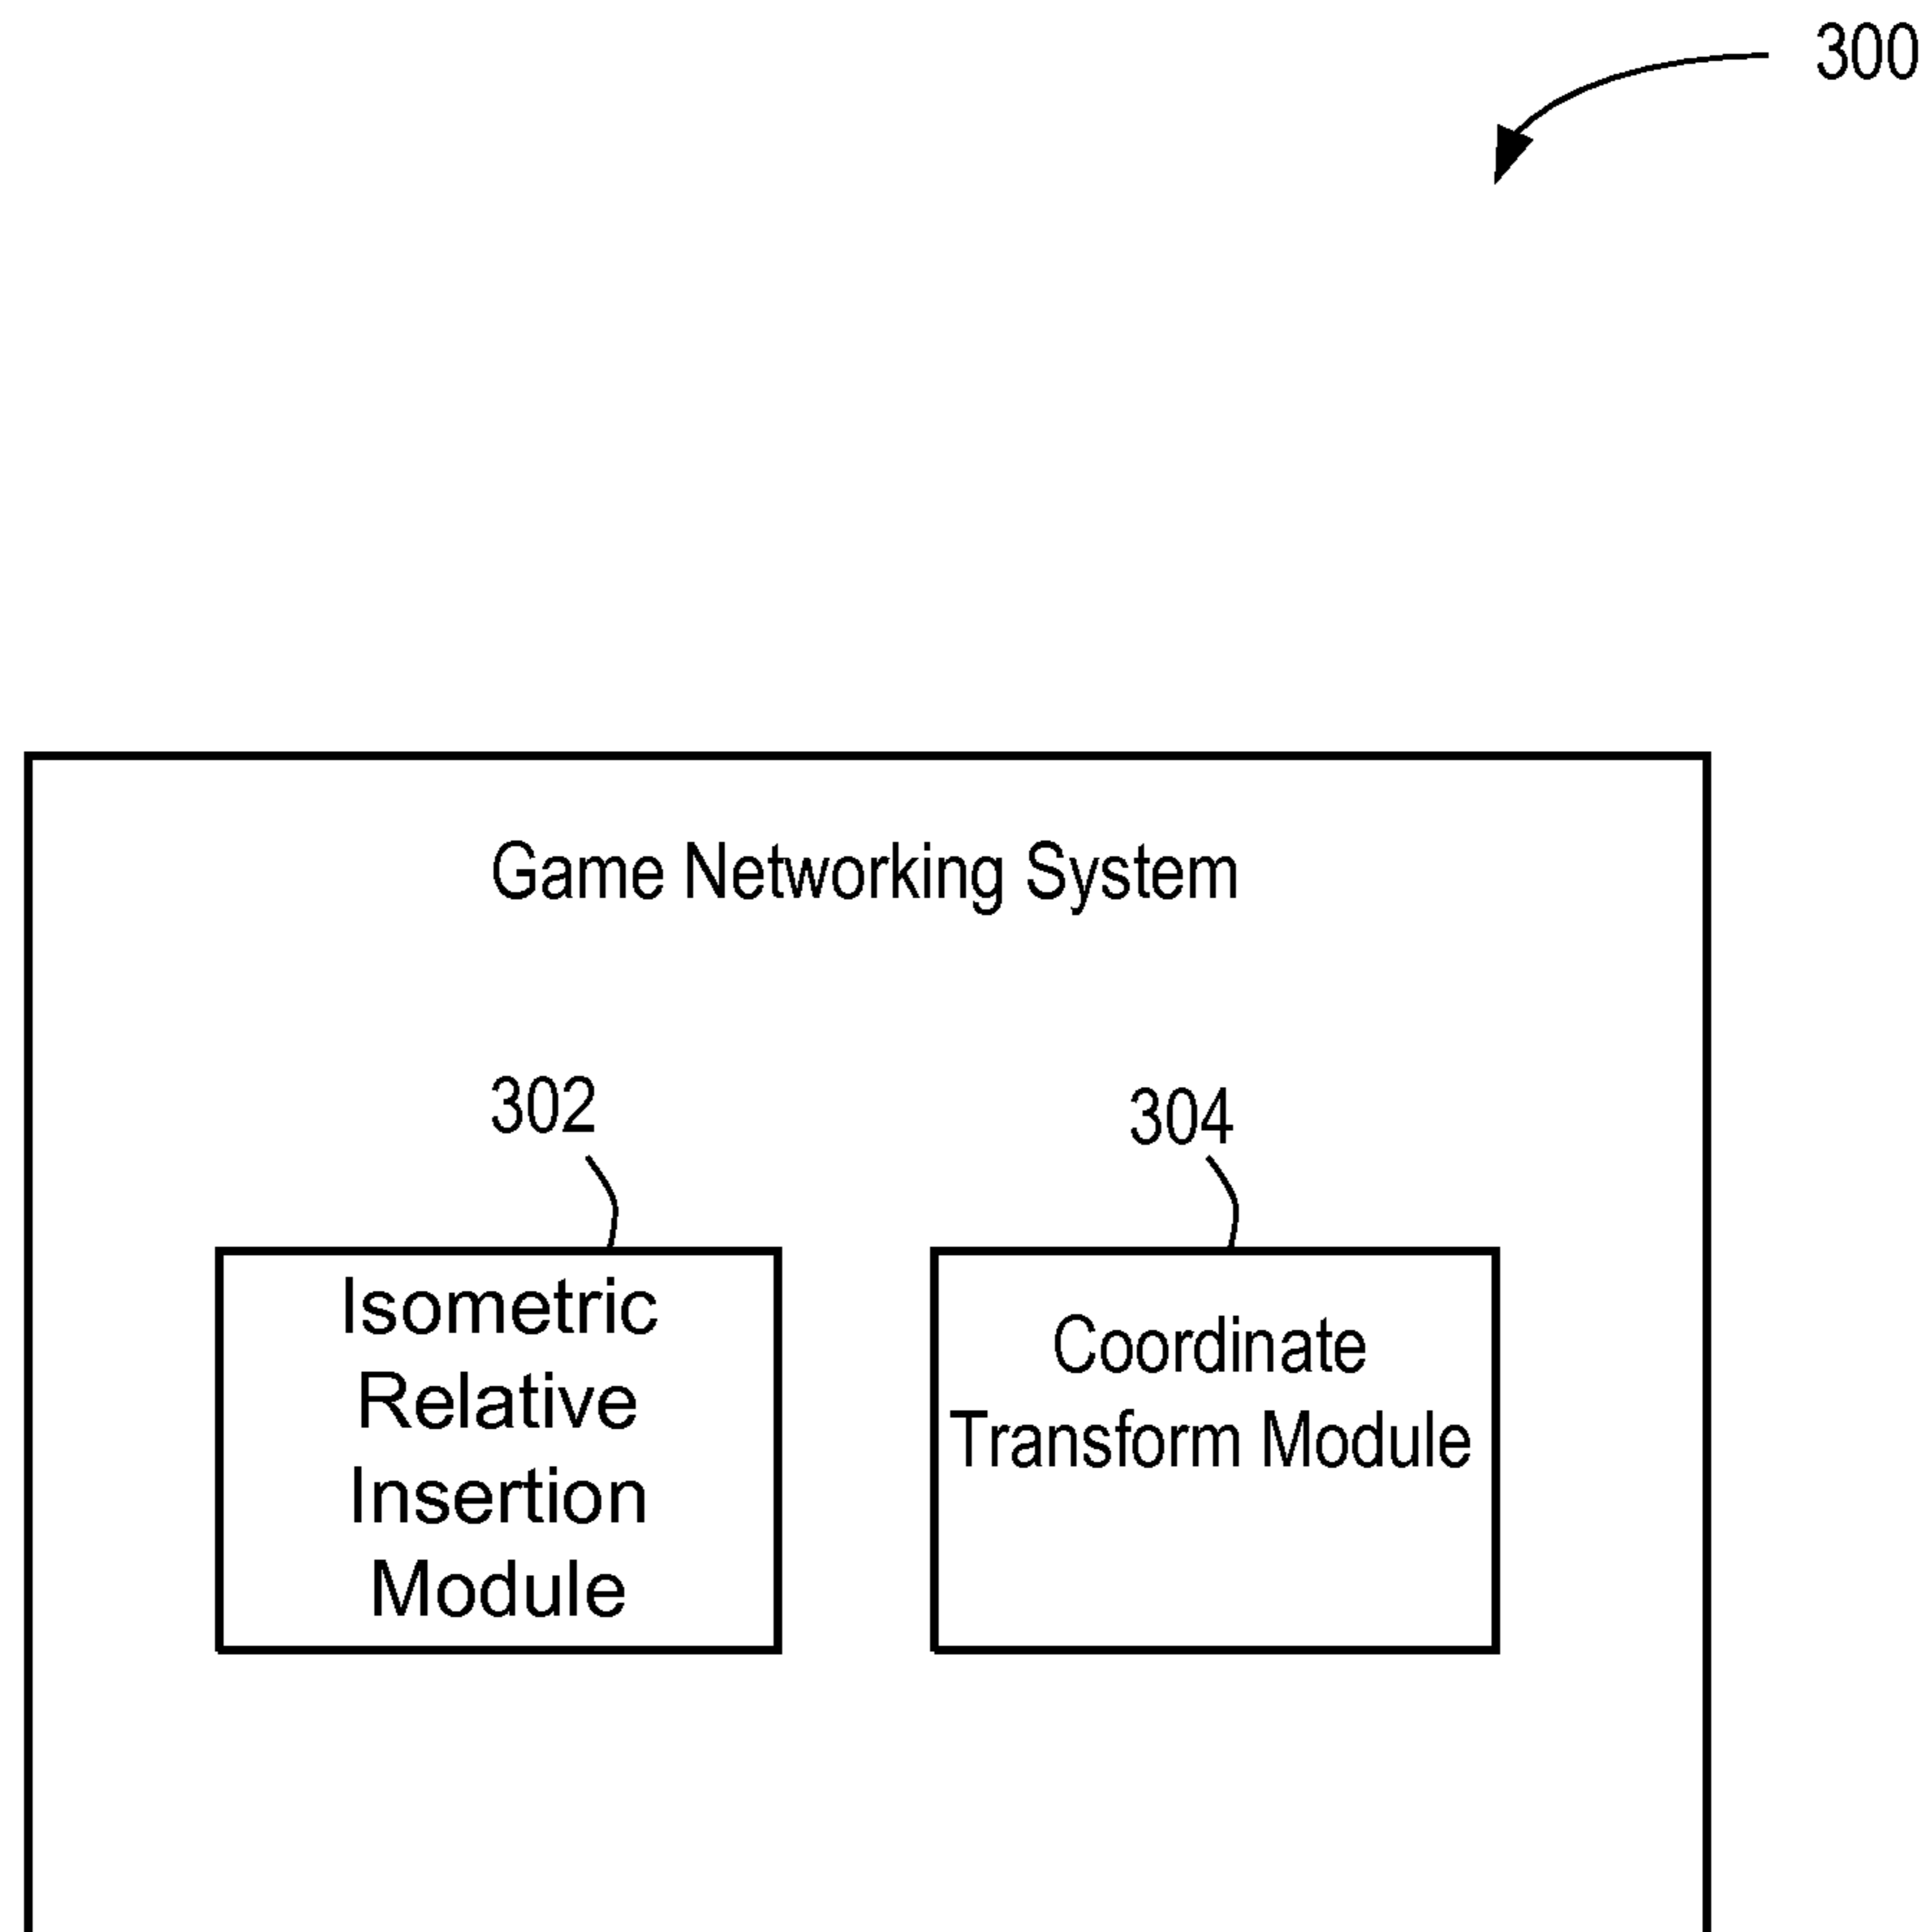 300
Game Networking System
302
304
Isometric
Relative
Insertion
Module
Coordinate
Transform Module